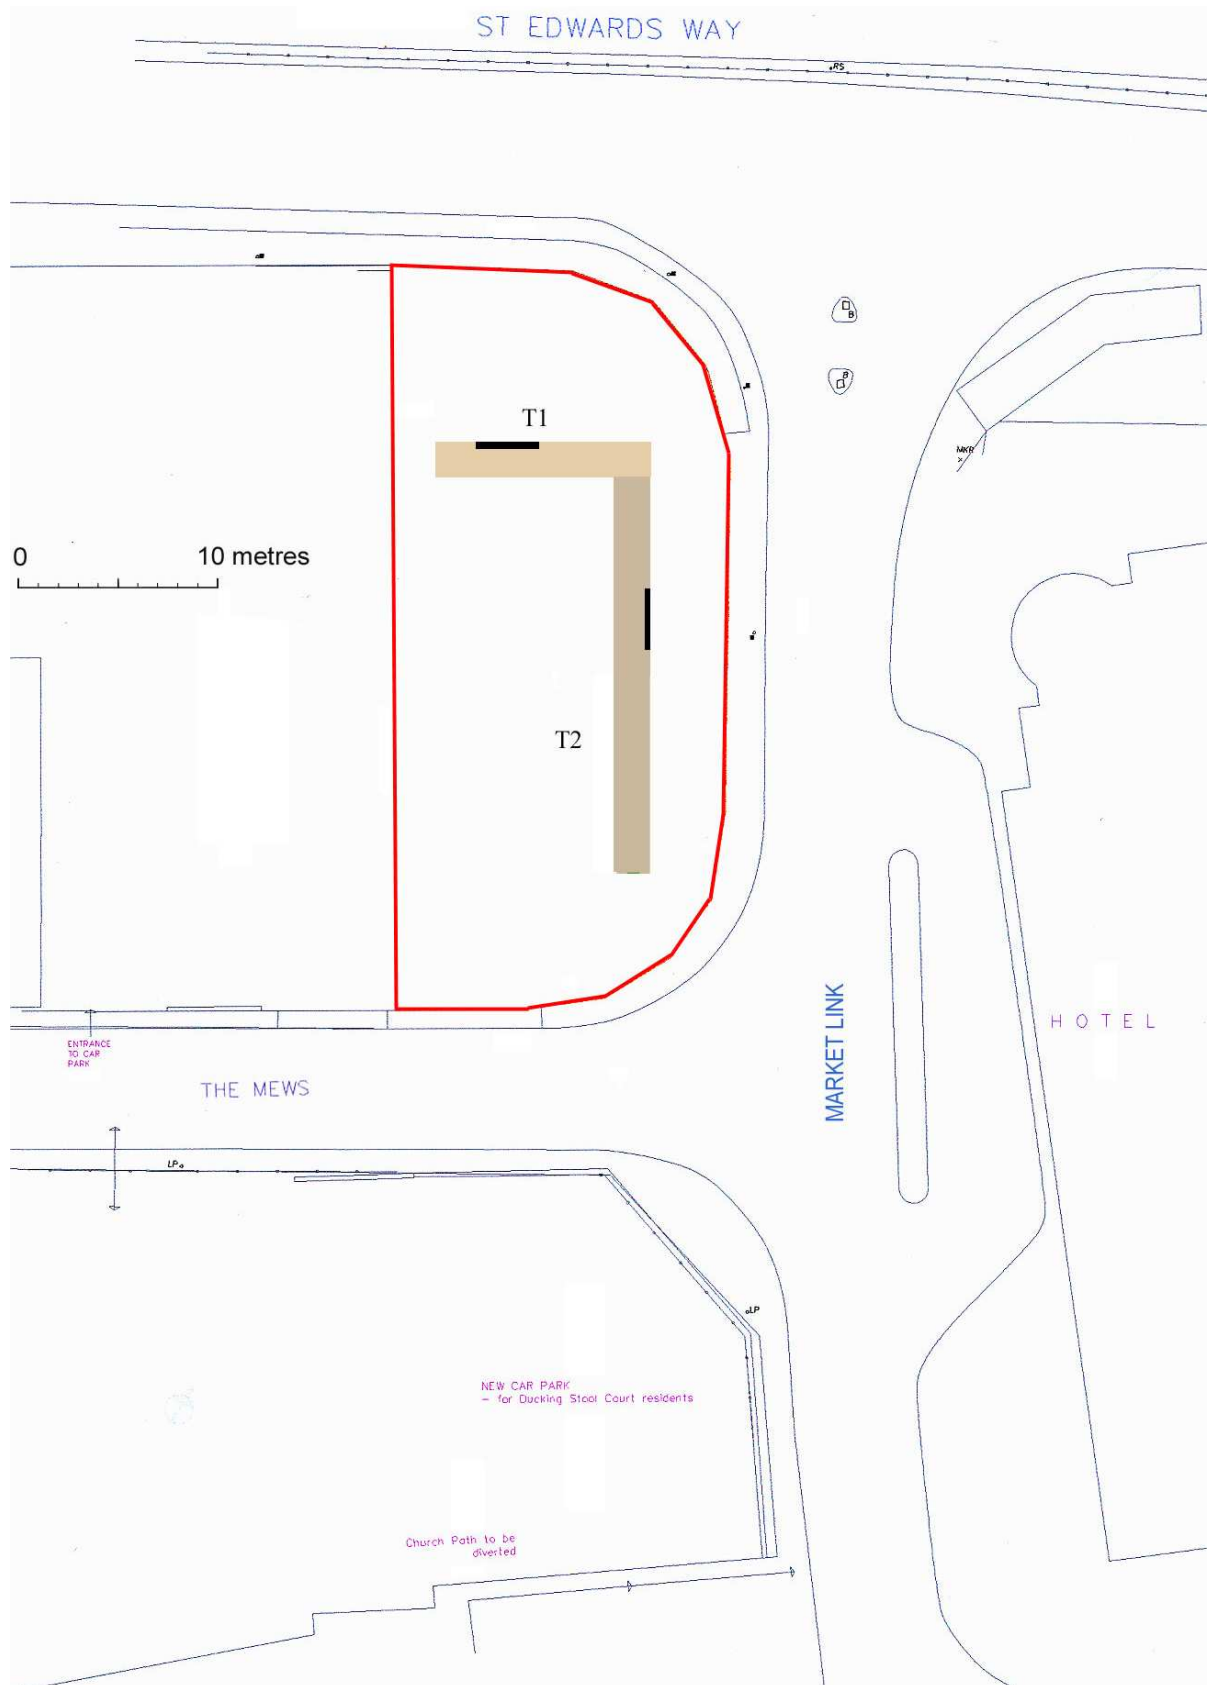 ST EDWARDS WAY
RS
B
B
T1
MKR
0 10 metres
T2
MARKET LINK
HOTEL
ENTRANCE
TO CAR
PARK
THE MEWS
LP
LP
NEW CAR PARK
- for Ducking Stool Court residents
Church Path to be
diverted